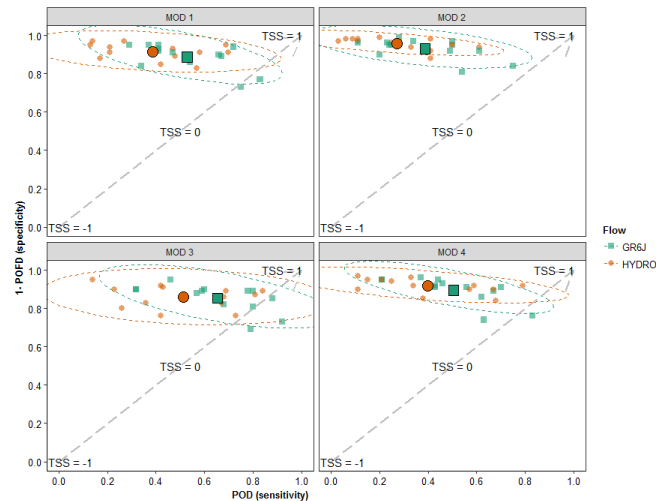 MOD 1
MOD 2
1.0
0.8
0.6
0.4
0.2
0.0
TSS = 1
TSS = 0
TSS = -1
TSS = 1
TSS = 0
TSS = -1
MOD 3
MOD 4
1.0
0.8
0.6
0.4
0.2
0.0
TSS = 1
TSS = 0
TSS = -1
TSS = 1
TSS = 0
TSS = -1
0.0
0.2
0.4
0.6
0.8
1.0
0.0
0.2
0.4
0.6
0.8
1.0
1- POFD (specificity)
POD (sensitivity)
Flow
GR6J
HYDRO